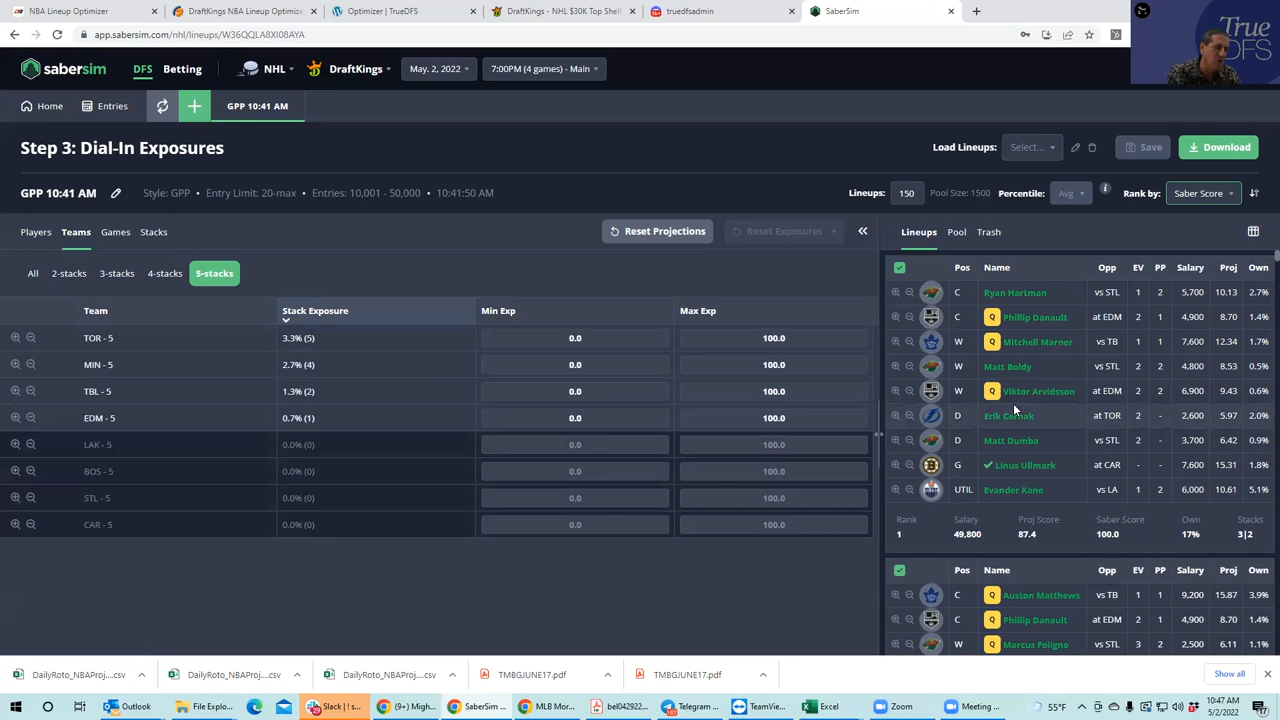 NBA Lineup Optimizer
DraftKings NBA Lineup Optimize
Optimizer | TrueDFS
DraftKings - NHL $30K Top Shelf
truedfsadmin
SaberSim
app.sabersim.com/nhl/lineups/W36QQLA8XI08AYA
True
DFS
sabersim
DFS
Betting
NHL
DraftKings
May. 2, 2022
7:00PM (4 games) - Main
Home
Entries
GPP 10:41 AM
Step 3: Dial-In Exposures
Load Lineups:
Select...
Save
Download
GPP 10:41 AM
Style: GPP • Entry Limit: 20-max • Entries: 10,001 - 50,000 • 10:41:50 AM
Lineups:
150
Pool Size: 1500
Percentile:
Avg
i
Rank by:
Saber Score
Players
Teams
Games
Stacks
Reset Projections
Reset Exposures
Lineups
Pool
Trash
All
2-stacks
3-stacks
4-stacks
5-stacks
Team Stack Exposure Min Exp Max Exp
TOR - 5 3.3% (5) 0.0 100.0
MIN - 5 2.7% (4) 0.0 100.0
TBL - 5 1.3% (2) 0.0 100.0
EDM - 5 0.7% (1) 0.0 100.0
LAK - 5 0.0% (0) 0.0 100.0
BOS - 5 0.0% (0) 0.0 100.0
STL - 5 0.0% (0) 0.0 100.0
CAR - 5 0.0% (0) 0.0 100.0
Pos Name Opp EV PP Salary Proj Own
C Ryan Hartman vs STL 1 2 5,700 10.13 2.7%
C Q Phillip Danault at EDM 2 1 4,900 8.70 1.4%
W Q Mitchell Marner vs TB 1 1 7,600 12.34 1.7%
W Matt Boldy vs STL 2 2 4,800 8.53 0.5%
W Q Viktor Arvidsson at EDM 2 2 6,900 9.43 0.6%
D Erik Cernak at TOR 2 - 2,600 5.97 2.0%
D Matt Dumba vs STL 2 - 3,700 6.42 0.9%
G Linus Ullmark at CAR - - 7,600 15.31 1.8%
UTIL Evander Kane vs LA 1 2 6,000 10.61 5.1%
Rank Salary Proj Score Saber Score Own Stacks
1 49,800 87.4 100.0 17% 3|2
Pos Name Opp EV PP Salary Proj Own
C Q Auston Matthews vs TB 1 1 9,200 15.87 3.9%
C Q Phillip Danault at EDM 2 1 4,900 8.70 1.4%
W Q Marcus Foligno vs STL 3 2 2,500 6.11 1.1%
DailyRoto_NBAProj....csv
DailyRoto_NBAProj....csv
DailyRoto_NBAProj....csv
TMBGJUNE17.pdf
TMBGJUNE17.pdf
Show all
Outlook
File Explo...
Slack | ! s...
(9+) Migh...
SaberSim ...
MLB Mor...
bel042922...
Telegram ...
TeamView...
Excel
Zoom
Meeting ...
55°F
10:47 AM
5/2/2022